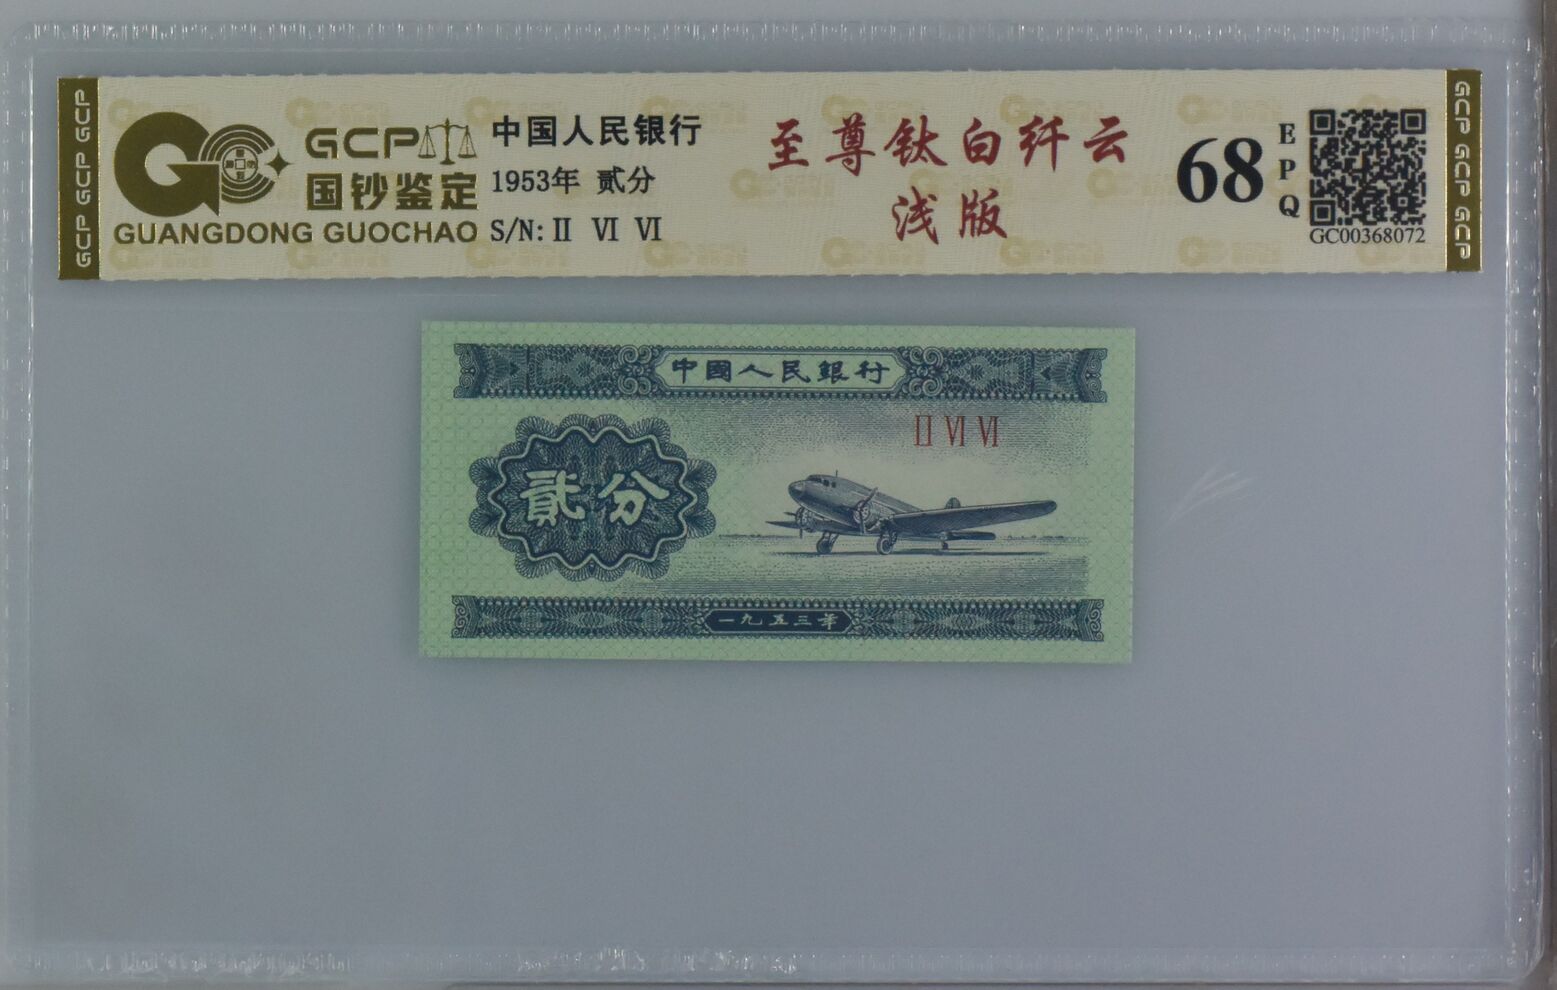 GCP GCP GCP
GCP
国钞鉴定
GUANGDONG GUOCHAO
中国人民银行
1953年 贰分
S/N: II VI VI
至尊钛白纤云
浅版
68
EPQ
GC00368072
GCP GCP GCP
中國人民銀行
II VI VI
貳分
一九五三年